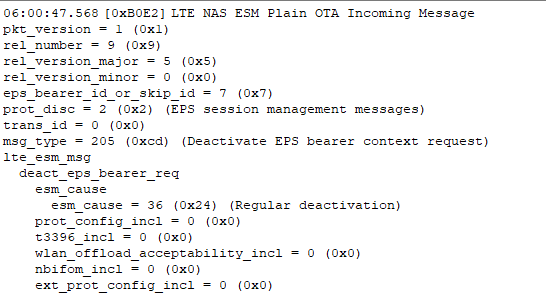 06:00:47.568 [0xB0E2] LTE NAS ESM Plain OTA Incoming Message
pkt_version = 1 (0x1)
rel_number = 9 (0x9)
rel_version_major = 5 (0x5)
rel_version_minor = 0 (0x0)
eps_bearer_id_or_skip_id = 7 (0x7)
prot_disc = 2 (0x2) (EPS session management messages)
trans_id = 0 (0x0)
msg_type = 205 (0xcd) (Deactivate EPS bearer context request)
lte_esm_msg
  deact_eps_bearer_req
    esm_cause
      esm_cause = 36 (0x24) (Regular deactivation)
    prot_config_incl = 0 (0x0)
    t3396_incl = 0 (0x0)
    wlan_offload_acceptability_incl = 0 (0x0)
    nbifom_incl = 0 (0x0)
    ext_prot_config_incl = 0 (0x0)